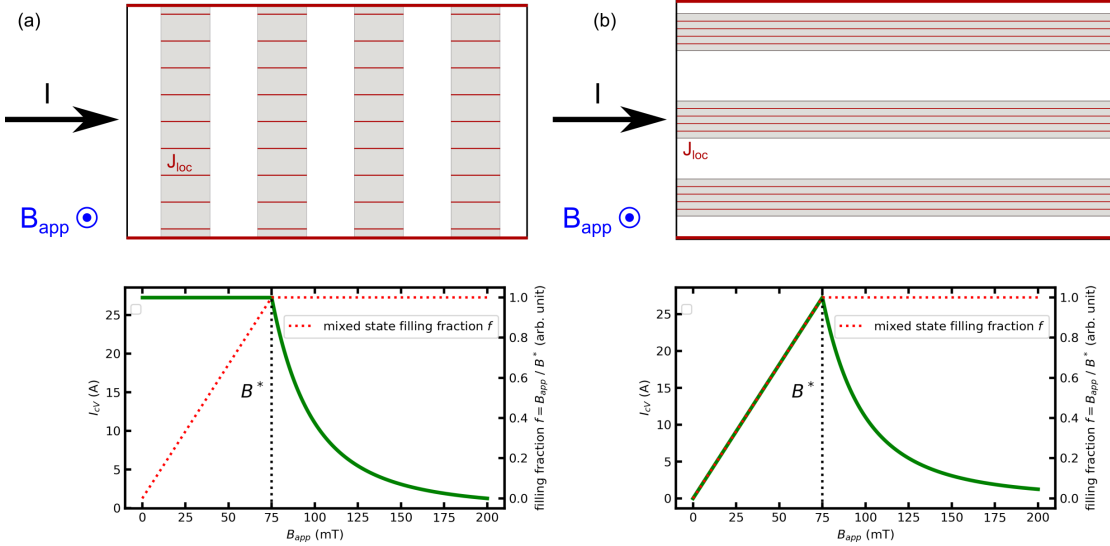 (a)
I
J_loc
B_app ⊙
(b)
I
J_loc
B_app ⊙
I_cV (A)
25
20
15
10
5
0
mixed state filling fraction f
B*
1.0
0.8
0.6
0.4
0.2
0.0
filling fraction f = B_app / B* (arb. unit)
0 25 50 75 100 125 150 175 200
B_app (mT)
I_cV (A)
25
20
15
10
5
0
mixed state filling fraction f
B*
1.0
0.8
0.6
0.4
0.2
0.0
filling fraction f = B_app / B* (arb. unit)
0 25 50 75 100 125 150 175 200
B_app (mT)